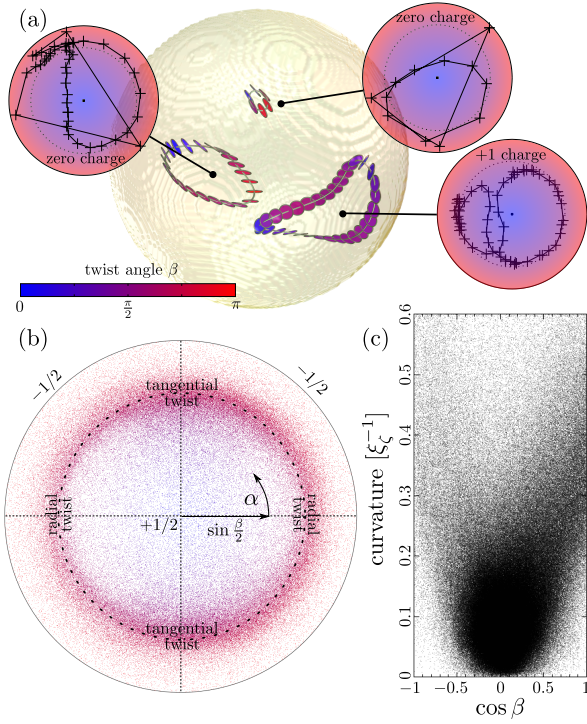 (a)
zero charge
zero charge
+1 charge
twist angle β
0
π/2
π
(b)
−1/2
−1/2
tangential
twist
radial
twist
α
+1/2
sin β/2
radial
twist
tangential
twist
(c)
curvature [ξ_ζ^−1]
0.6
0.5
0.4
0.3
0.2
0.1
0
−1
−0.5
0
0.5
1
cos β